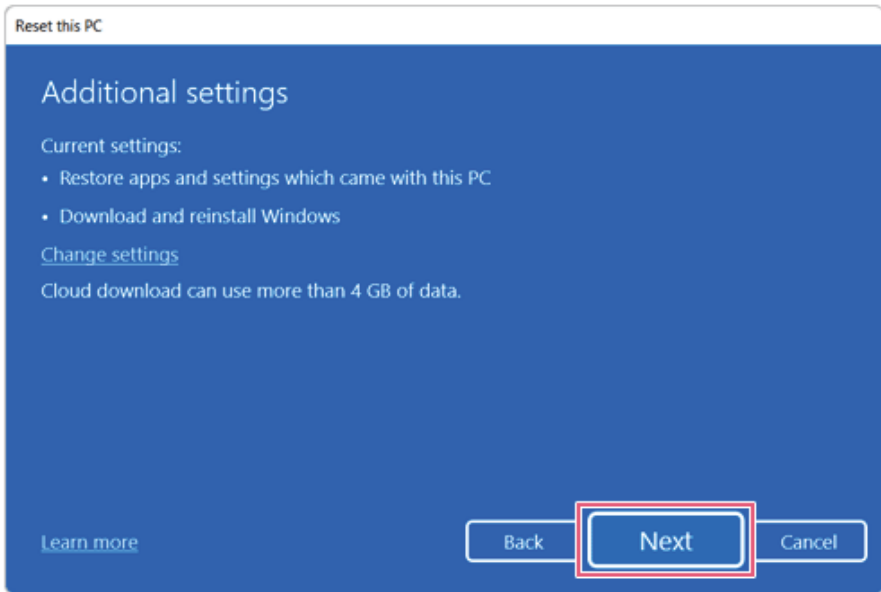 Reset this PC
Additional settings
Current settings:
• Restore apps and settings which came with this PC
• Download and reinstall Windows
Change settings
Cloud download can use more than 4 GB of data.
Learn more
Back
Next
Cancel